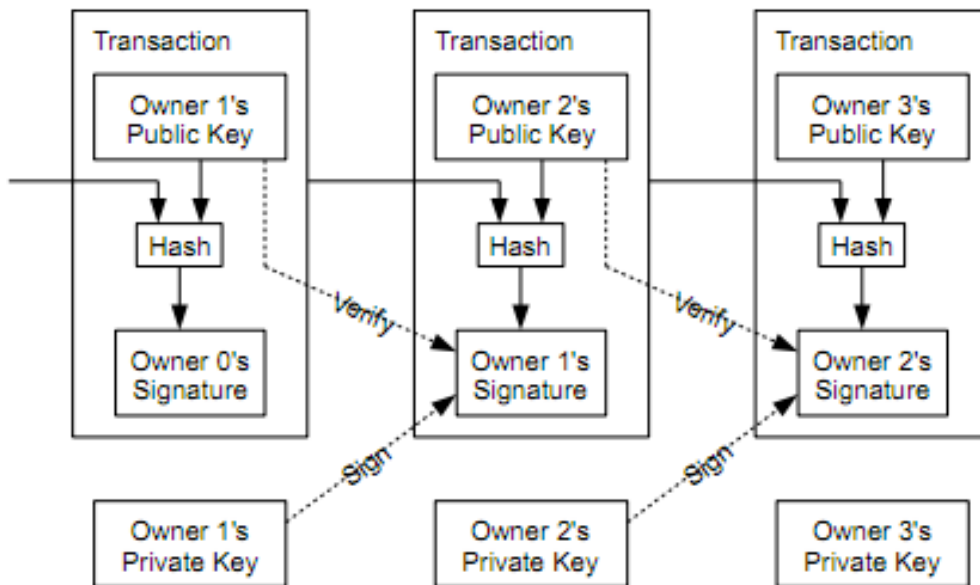 Transaction
Owner 1's
Public Key
Hash
Verify
Owner 0's
Signature
Transaction
Owner 2's
Public Key
Hash
Verify
Owner 1's
Signature
Transaction
Owner 3's
Public Key
Hash
Owner 2's
Signature
Sign
Sign
Owner 1's
Private Key
Owner 2's
Private Key
Owner 3's
Private Key